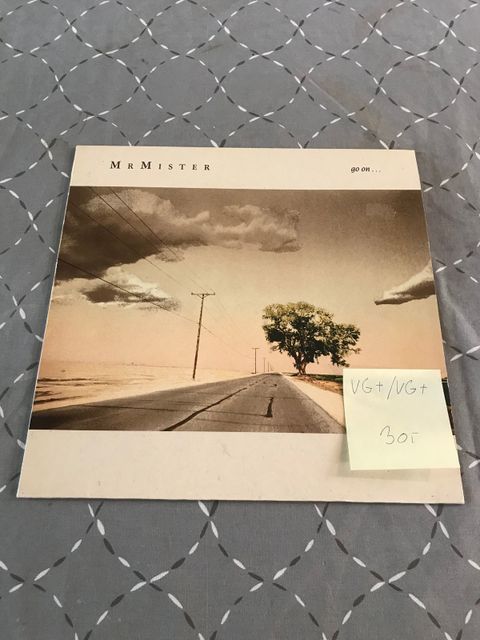 MR MISTER
go on...
VG+/VG+
30:-